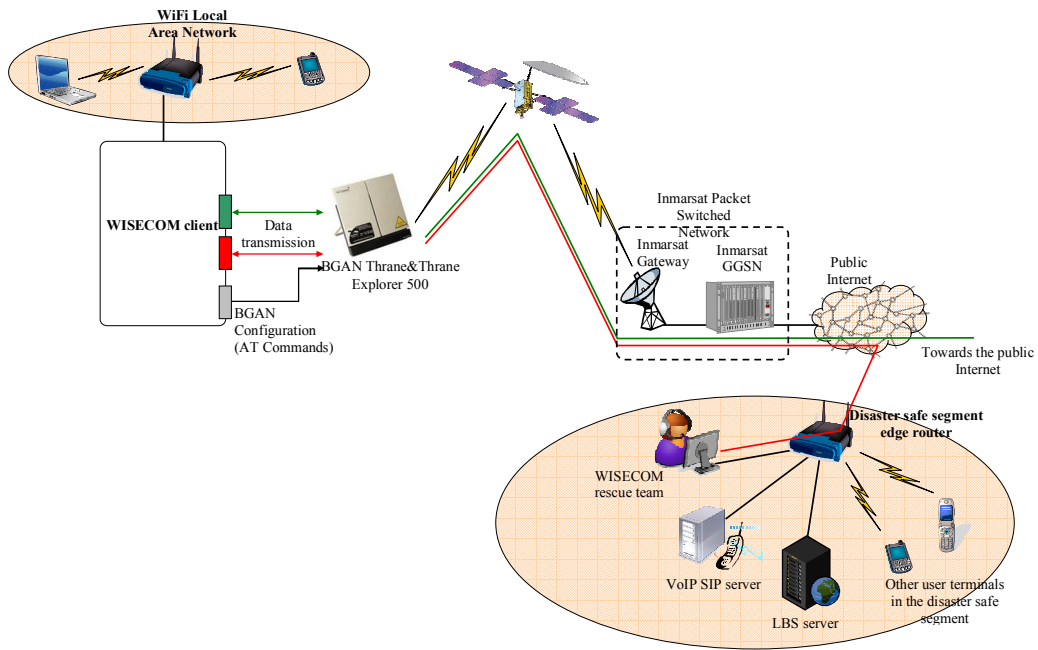 WiFi Local
Area Network
WISECOM client
Data
transmission
BGAN Thrane&Thrane
Explorer 500
BGAN
Configuration
(AT Commands)
Inmarsat Packet
Switched
Network
Inmarsat
Gateway
Inmarsat
GGSN
Public
Internet
Towards the public
Internet
Disaster safe segment
edge router
WISECOM
rescue team
VoIP SIP server
LBS server
Other user terminals
in the disaster safe
segment